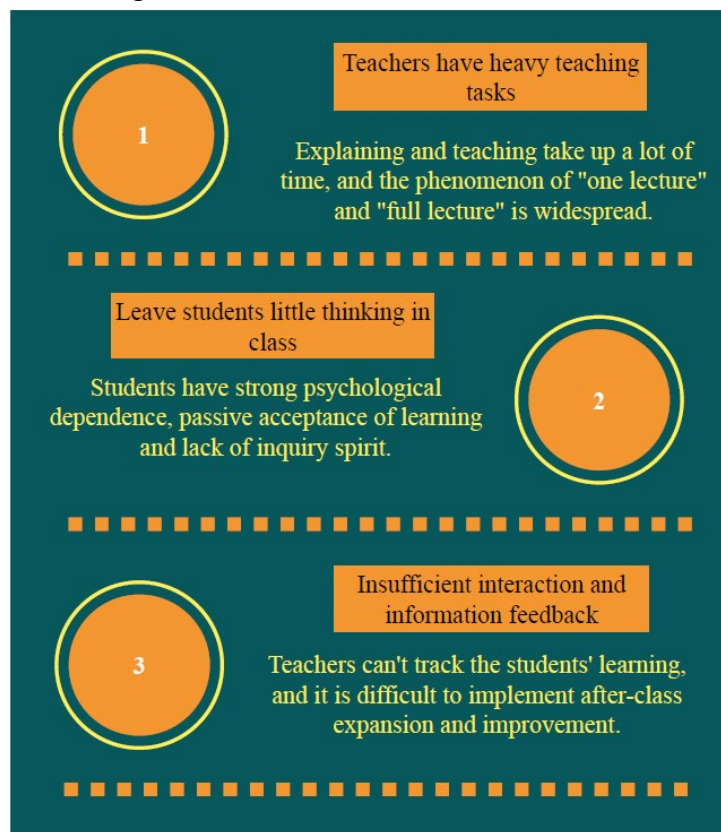 1
Teachers have heavy teaching
tasks
Explaining and teaching take up a lot of
time, and the phenomenon of "one lecture"
and "full lecture" is widespread.
Leave students little thinking in
class
Students have strong psychological
dependence, passive acceptance of learning
and lack of inquiry spirit.
2
3
Insufficient interaction and
information feedback
Teachers can't track the students' learning,
and it is difficult to implement after-class
expansion and improvement.